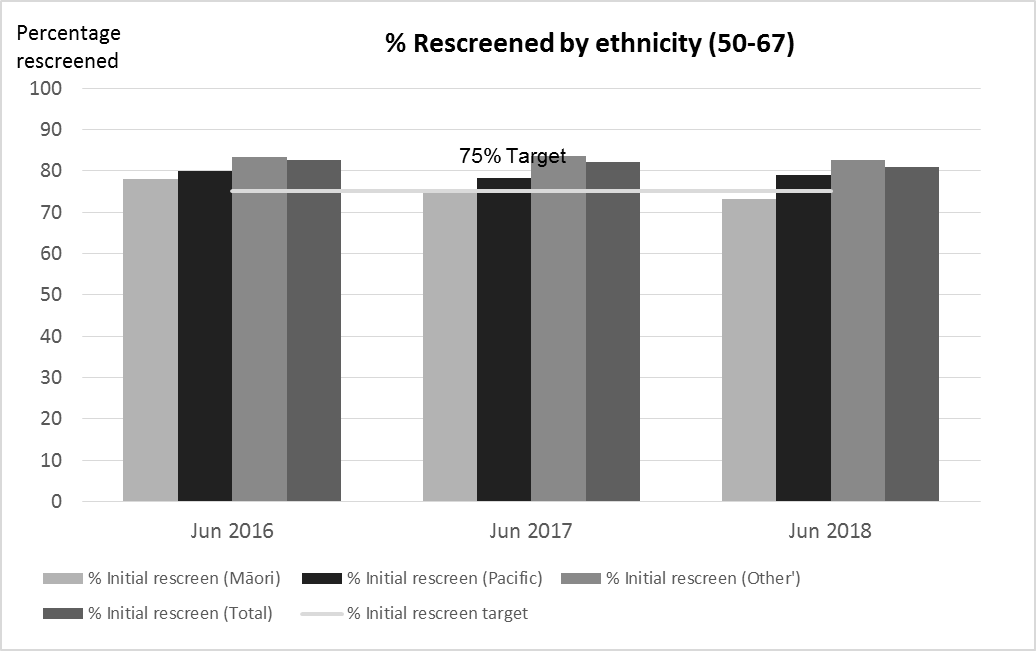 Percentage
rescreened
% Rescreened by ethnicity (50-67)
100
90
80
70
60
50
40
30
20
10
0
75% Target
Jun 2016
Jun 2017
Jun 2018
% Initial rescreen (Māori)
% Initial rescreen (Pacific)
% Initial rescreen (Other')
% Initial rescreen (Total)
% Initial rescreen target